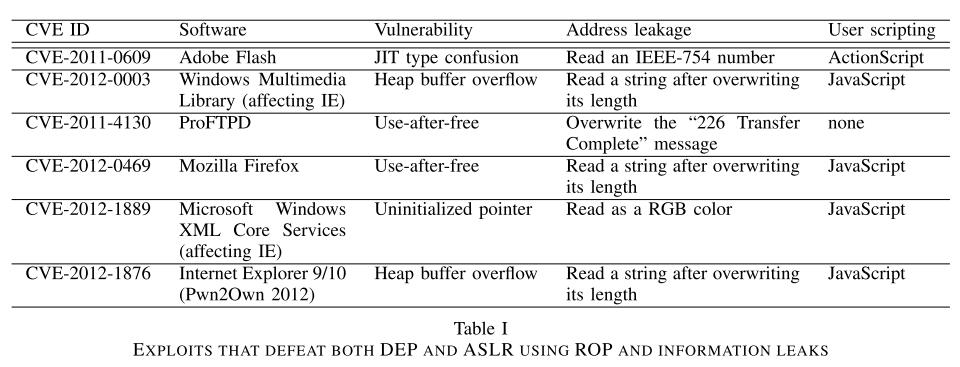 CVE ID Software Vulnerability Address leakage User scripting
CVE-2011-0609 Adobe Flash JIT type confusion Read an IEEE-754 number ActionScript
CVE-2012-0003 Windows Multimedia Heap buffer overflow Read a string after overwriting JavaScript
Library (affecting IE) its length
CVE-2011-4130 ProFTPD Use-after-free Overwrite the “226 Transfer none
Complete” message
CVE-2012-0469 Mozilla Firefox Use-after-free Read a string after overwriting JavaScript
its length
CVE-2012-1889 Microsoft Windows Uninitialized pointer Read as a RGB color JavaScript
XML Core Services
(affecting IE)
CVE-2012-1876 Internet Explorer 9/10 Heap buffer overflow Read a string after overwriting JavaScript
(Pwn2Own 2012) its length
Table I
EXPLOITS THAT DEFEAT BOTH DEP AND ASLR USING ROP AND INFORMATION LEAKS